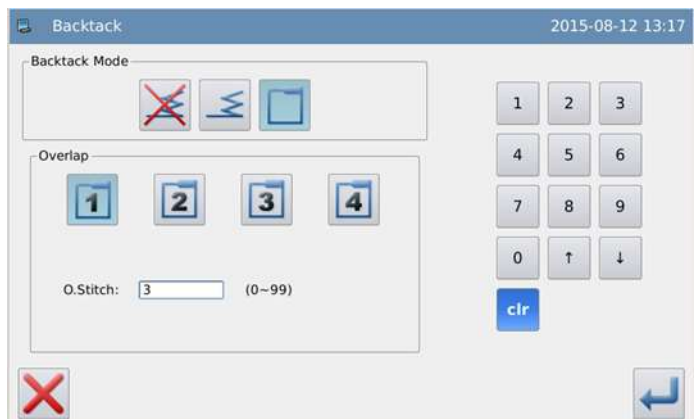 Backtack 2015-08-12 13:17
Backtack Mode
1 2 3
Overlap
4 5 6
1 2 3 4
7 8 9
0 ↑ ↓
O.Stitch: 3 (0~99)
clr